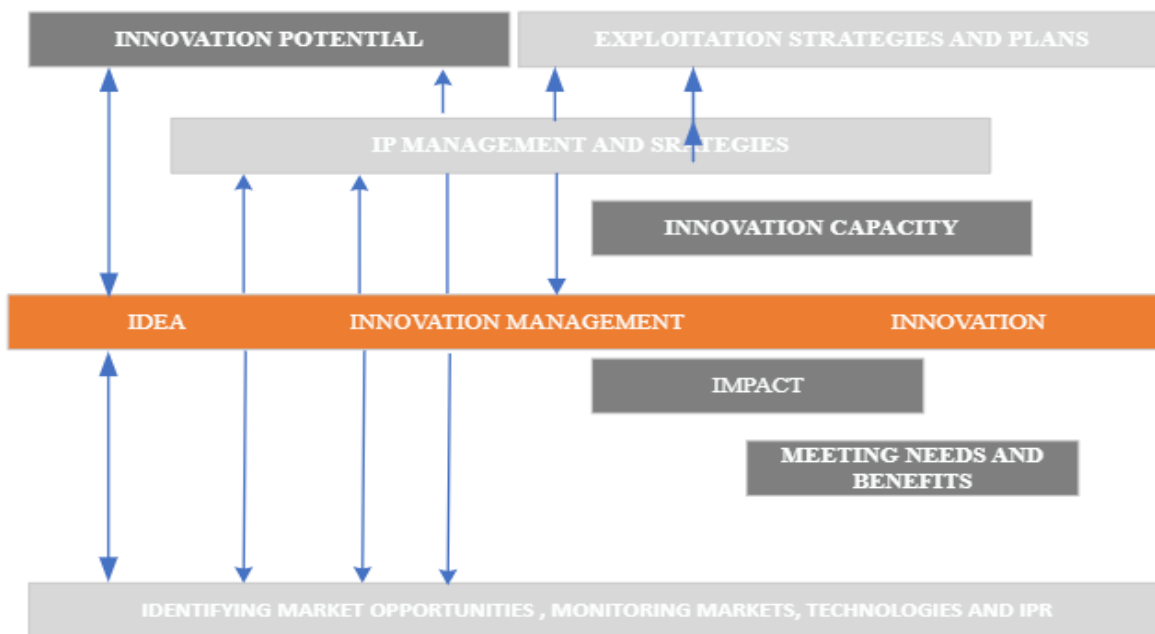 INNOVATION POTENTIAL
EXPLOITATION STRATEGIES AND PLANS
IP MANAGEMENT AND SRATEGIES
INNOVATION CAPACITY
IDEA
INNOVATION MANAGEMENT
INNOVATION
IMPACT
MEETING NEEDS AND
BENEFITS
IDENTIFYING MARKET OPPORTUNITIES , MONITORING MARKETS, TECHNOLOGIES AND IPR